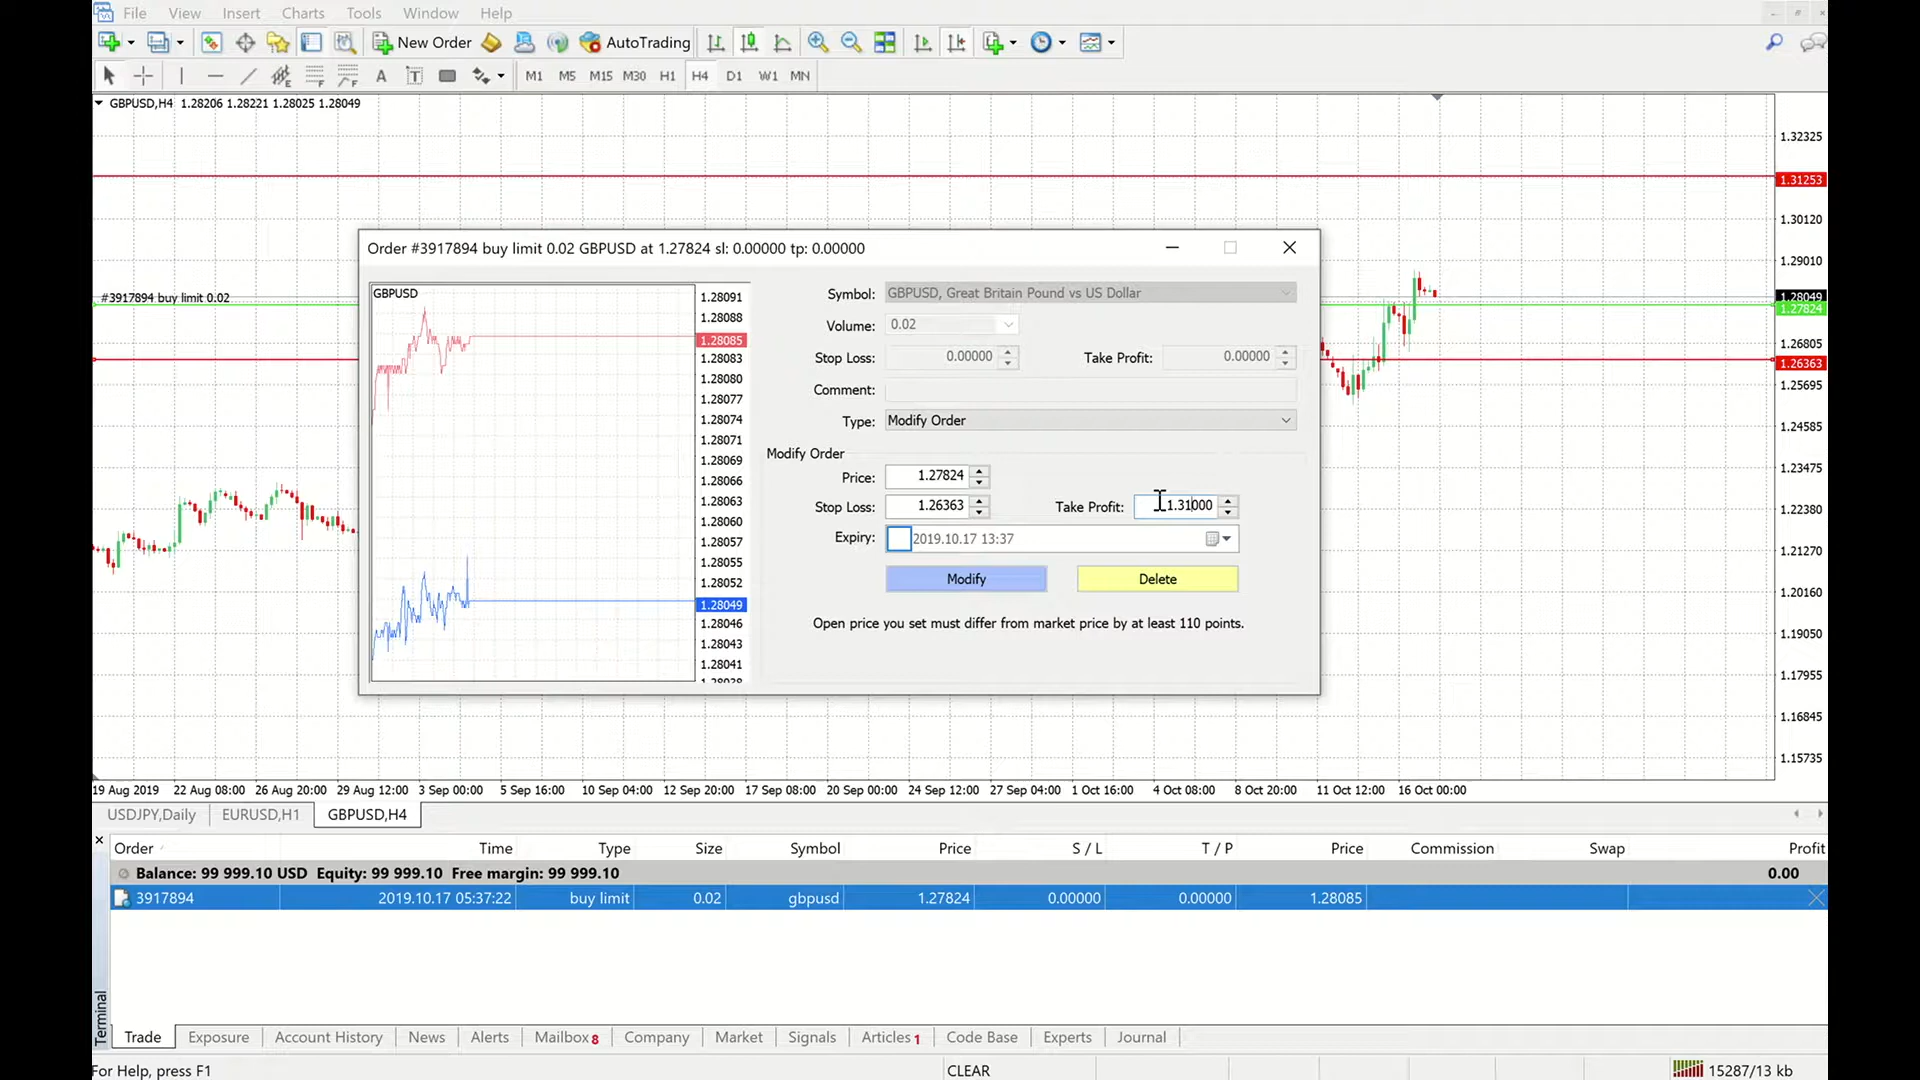 File View Insert Charts Tools Window Help
New Order AutoTrading
A T M1 M5 M15 M30 H1 H4 D1 W1 MN
GBPUSD,H4 1.28206 1.28221 1.28025 1.28049
1.32325
1.31253
1.30120
1.29010
1.28049
1.27824
1.26805
1.26363
1.25695
1.24585
1.23475
1.22380
1.21270
1.20160
1.19050
1.17955
1.16845
1.15735
#3917894 buy limit 0.02
Order #3917894 buy limit 0.02 GBPUSD at 1.27824 sl: 0.00000 tp: 0.00000
GBPUSD
1.28091
1.28088
1.28085
1.28083
1.28080
1.28077
1.28074
1.28071
1.28069
1.28066
1.28063
1.28060
1.28057
1.28055
1.28052
1.28049
1.28046
1.28043
1.28041
1.28038
Symbol: GBPUSD, Great Britain Pound vs US Dollar
Volume: 0.02
Stop Loss: 0.00000 Take Profit: 0.00000
Comment:
Type: Modify Order
Modify Order
Price: 1.27824
Stop Loss: 1.26363 Take Profit: 1.31000
Expiry: 2019.10.17 13:37
Modify Delete
Open price you set must differ from market price by at least 110 points.
19 Aug 2019 22 Aug 08:00 26 Aug 20:00 29 Aug 12:00 3 Sep 00:00 5 Sep 16:00 10 Sep 04:00 12 Sep 20:00 17 Sep 08:00 20 Sep 00:00 24 Sep 12:00 27 Sep 04:00 1 Oct 16:00 4 Oct 08:00 8 Oct 20:00 11 Oct 12:00 16 Oct 00:00
USDJPY,Daily EURUSD,H1 GBPUSD,H4
Order Time Type Size Symbol Price S / L T / P Price Commission Swap Profit
Balance: 99 999.10 USD Equity: 99 999.10 Free margin: 99 999.10 0.00
3917894 2019.10.17 05:37:22 buy limit 0.02 gbpusd 1.27824 0.00000 0.00000 1.28085
Terminal
Trade Exposure Account History News Alerts Mailbox 8 Company Market Signals Articles 1 Code Base Experts Journal
For Help, press F1 CLEAR 15287/13 kb